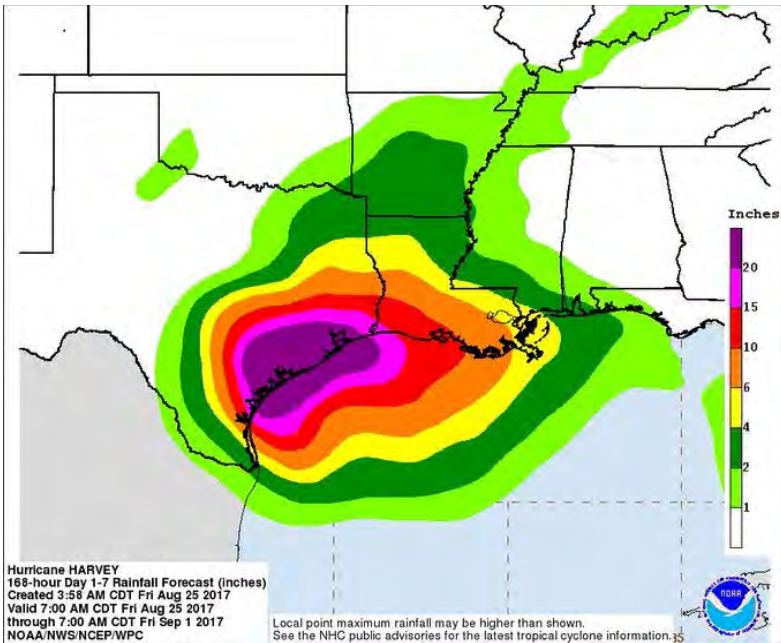 Inches
20
15
10
6
4
2
1
Hurricane HARVEY
168-hour Day 1-7 Rainfall Forecast (inches)
Created 3:58 AM CDT Fri Aug 25 2017
Valid 7:00 AM CDT Fri Aug 25 2017
through 7:00 AM CDT Fri Sep 1 2017
NOAA/NWS/NCEP/WPC
Local point maximum rainfall may be higher than shown.
See the NHC public advisories for the latest tropical cyclone information.
NOAA